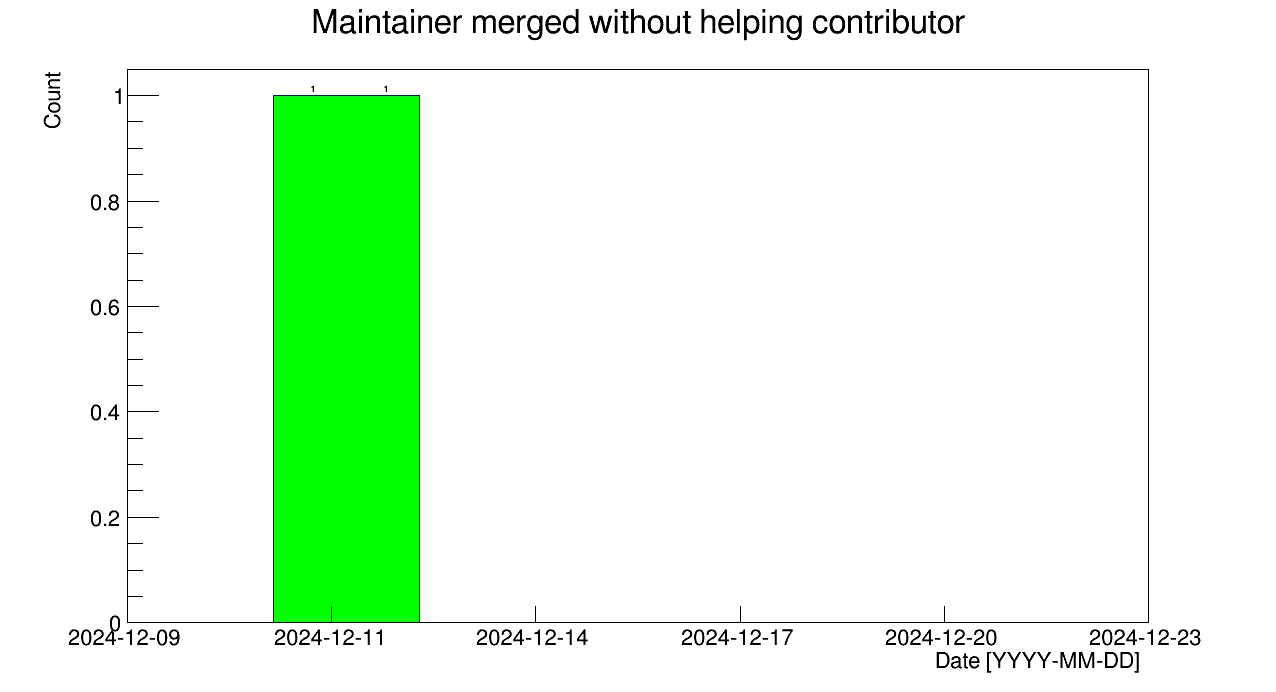 Maintainer merged without helping contributor
Count
1 1
1
0.8
0.6
0.4
0.2
0
2024-12-09 2024-12-11 2024-12-14 2024-12-17 2024-12-20 2024-12-23
Date [YYYY-MM-DD]